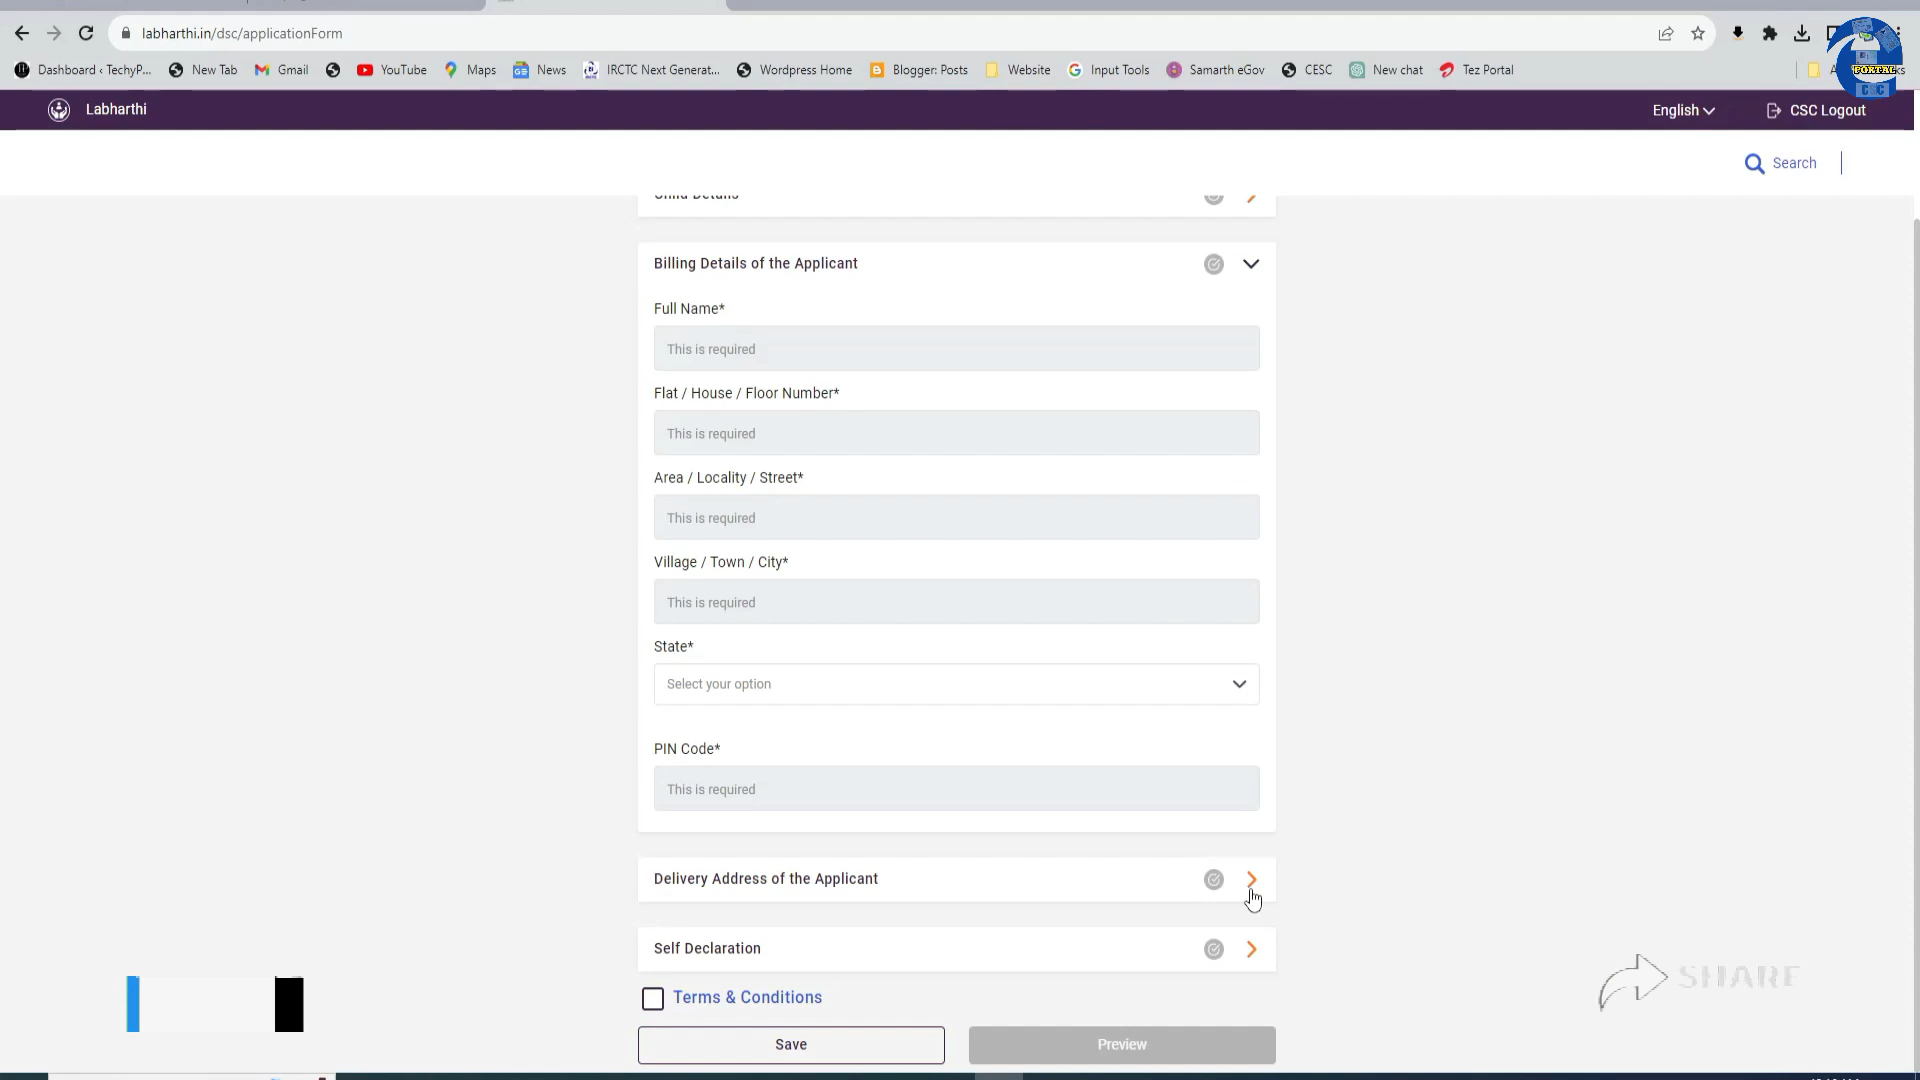 labharthi.in/dsc/applicationForm
Dashboard ‹ TechyP... New Tab Gmail YouTube Maps News IRCTC Next Generat... Wordpress Home Blogger: Posts Website Input Tools Samarth eGov CESC New chat Tez Portal
PORTAL
CSC
Labharthi English CSC Logout
Search
Child Details
Billing Details of the Applicant
Full Name*
This is required
Flat / House / Floor Number*
This is required
Area / Locality / Street*
This is required
Village / Town / City*
This is required
State*
Select your option
PIN Code*
This is required
Delivery Address of the Applicant
Self Declaration
SHARE
Terms & Conditions
Save Preview